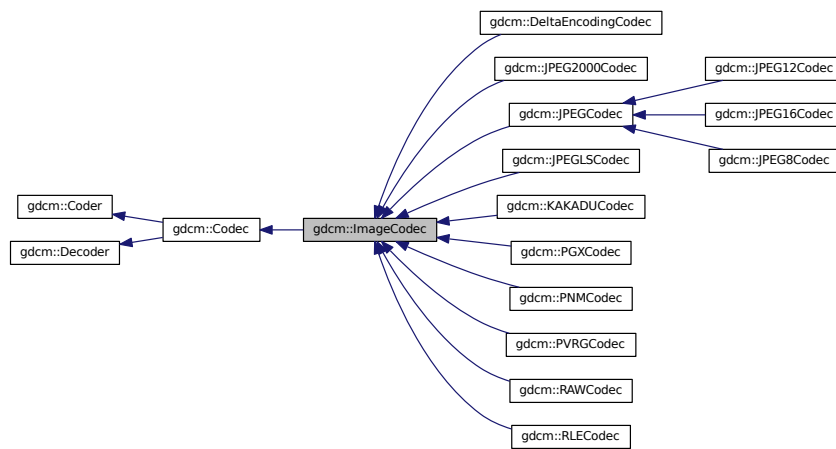 gdcm::DeltaEncodingCodec
gdcm::JPEG2000Codec
gdcm::JPEG12Codec
gdcm::JPEGCodec
gdcm::JPEG16Codec
gdcm::JPEGLSCodec
gdcm::JPEG8Codec
gdcm::Coder
gdcm::KAKADUCodec
gdcm::Codec
gdcm::ImageCodec
gdcm::Decoder
gdcm::PGXCodec
gdcm::PNMCodec
gdcm::PVRGCodec
gdcm::RAWCodec
gdcm::RLECodec